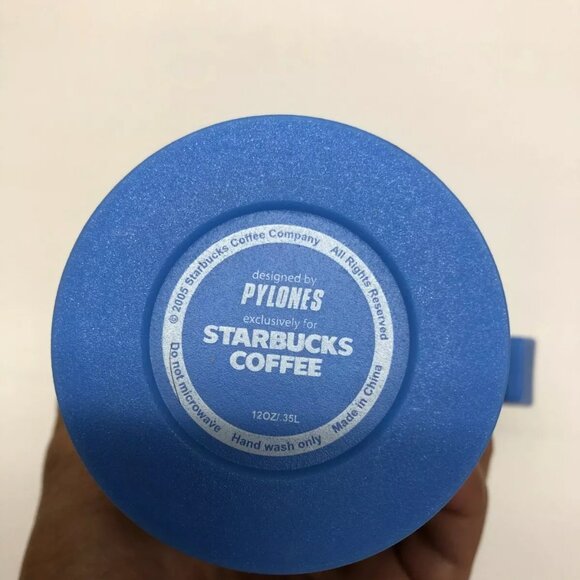 © 2005 Starbucks Coffee Company All Rights Reserved
designed by
PYLONES
exclusively for
STARBUCKS
COFFEE
12OZ/.35L
Do not microwave Hand wash only Made in China